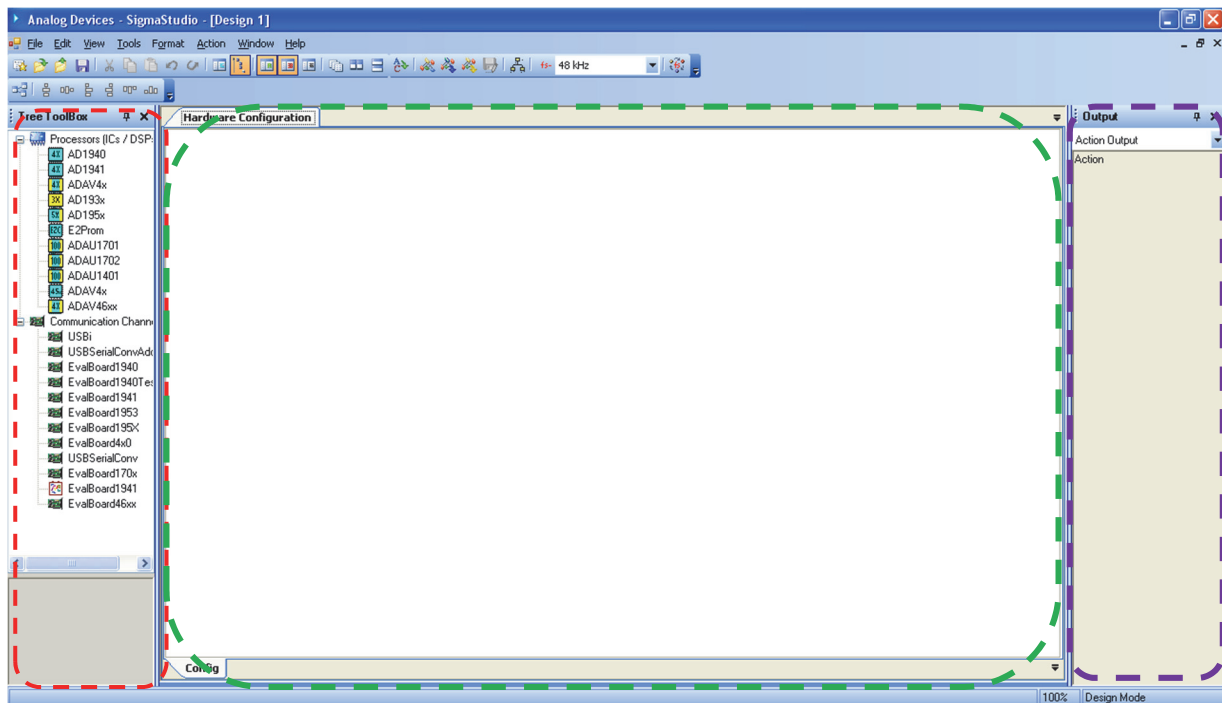 Analog Devices - SigmaStudio - [Design 1]
File Edit View Tools Format Action Window Help
fs- 48 kHz
Tree ToolBox
Hardware Configuration
Output
Processors (ICs / DSP
Action Output
AD1940
Action
AD1941
ADAV4x
AD193x
AD195x
E2Prom
ADAU1701
ADAU1702
ADAU1401
ADAV4x
ADAV46xx
Communication Chann
USBi
USBSerialConvAdd
EvalBoard1940
EvalBoard1940Tes
EvalBoard1941
EvalBoard1953
EvalBoard195X
EvalBoard4x0
USBSerialConv
EvalBoard170x
EvalBoard1941
EvalBoard46xx
Config
100% Design Mode